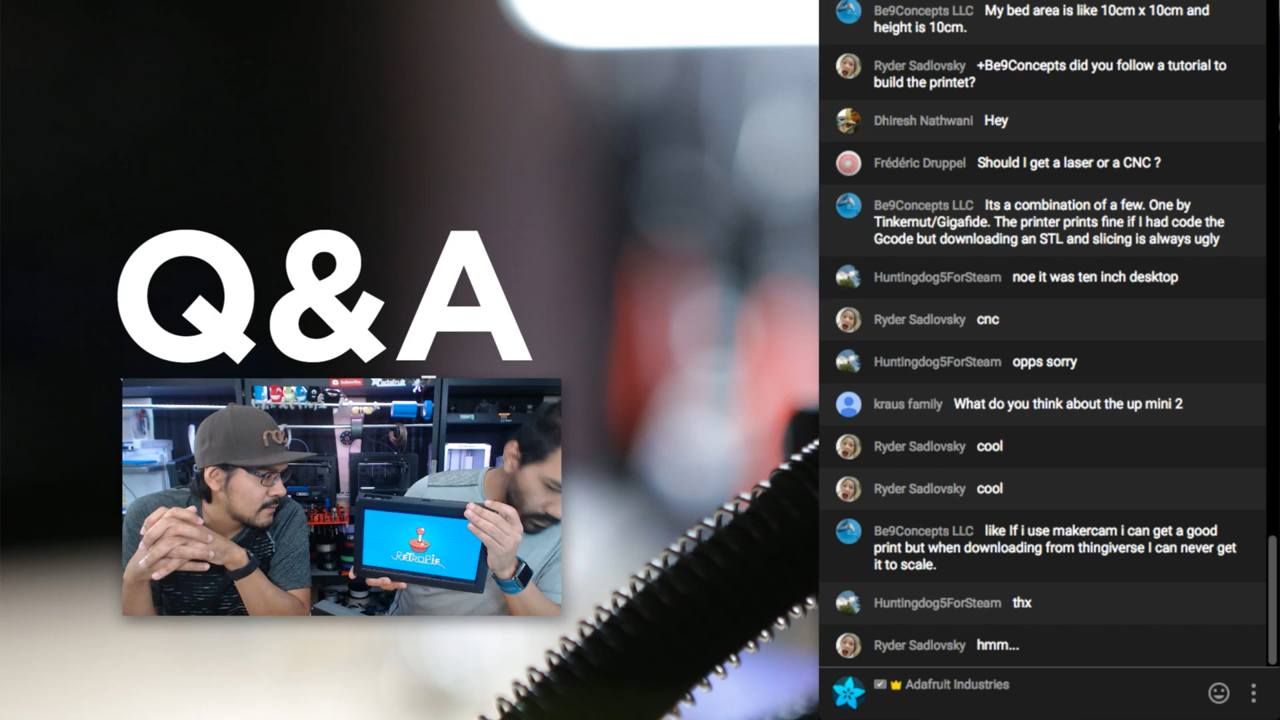 Q&A
Be9Concepts LLC My bed area is like 10cm x 10cm and
height is 10cm.
Ryder Sadlovsky +Be9Concepts did you follow a tutorial to
build the printet?
Dhiresh Nathwani Hey
Frédéric Druppel Should I get a laser or a CNC ?
Be9Concepts LLC Its a combination of a few. One by
Tinkernut/Gigafide. The printer prints fine if I had code the
Gcode but downloading an STL and slicing is always ugly
Huntingdog5ForSteam noe it was ten inch desktop
Ryder Sadlovsky cnc
Huntingdog5ForSteam opps sorry
kraus family What do you think about the up mini 2
Ryder Sadlovsky cool
Ryder Sadlovsky cool
Be9Concepts LLC like If i use makercam i can get a good
print but when downloading from thingiverse I can never get
it to scale.
Huntingdog5ForSteam thx
Ryder Sadlovsky hmm...
Adafruit Industries